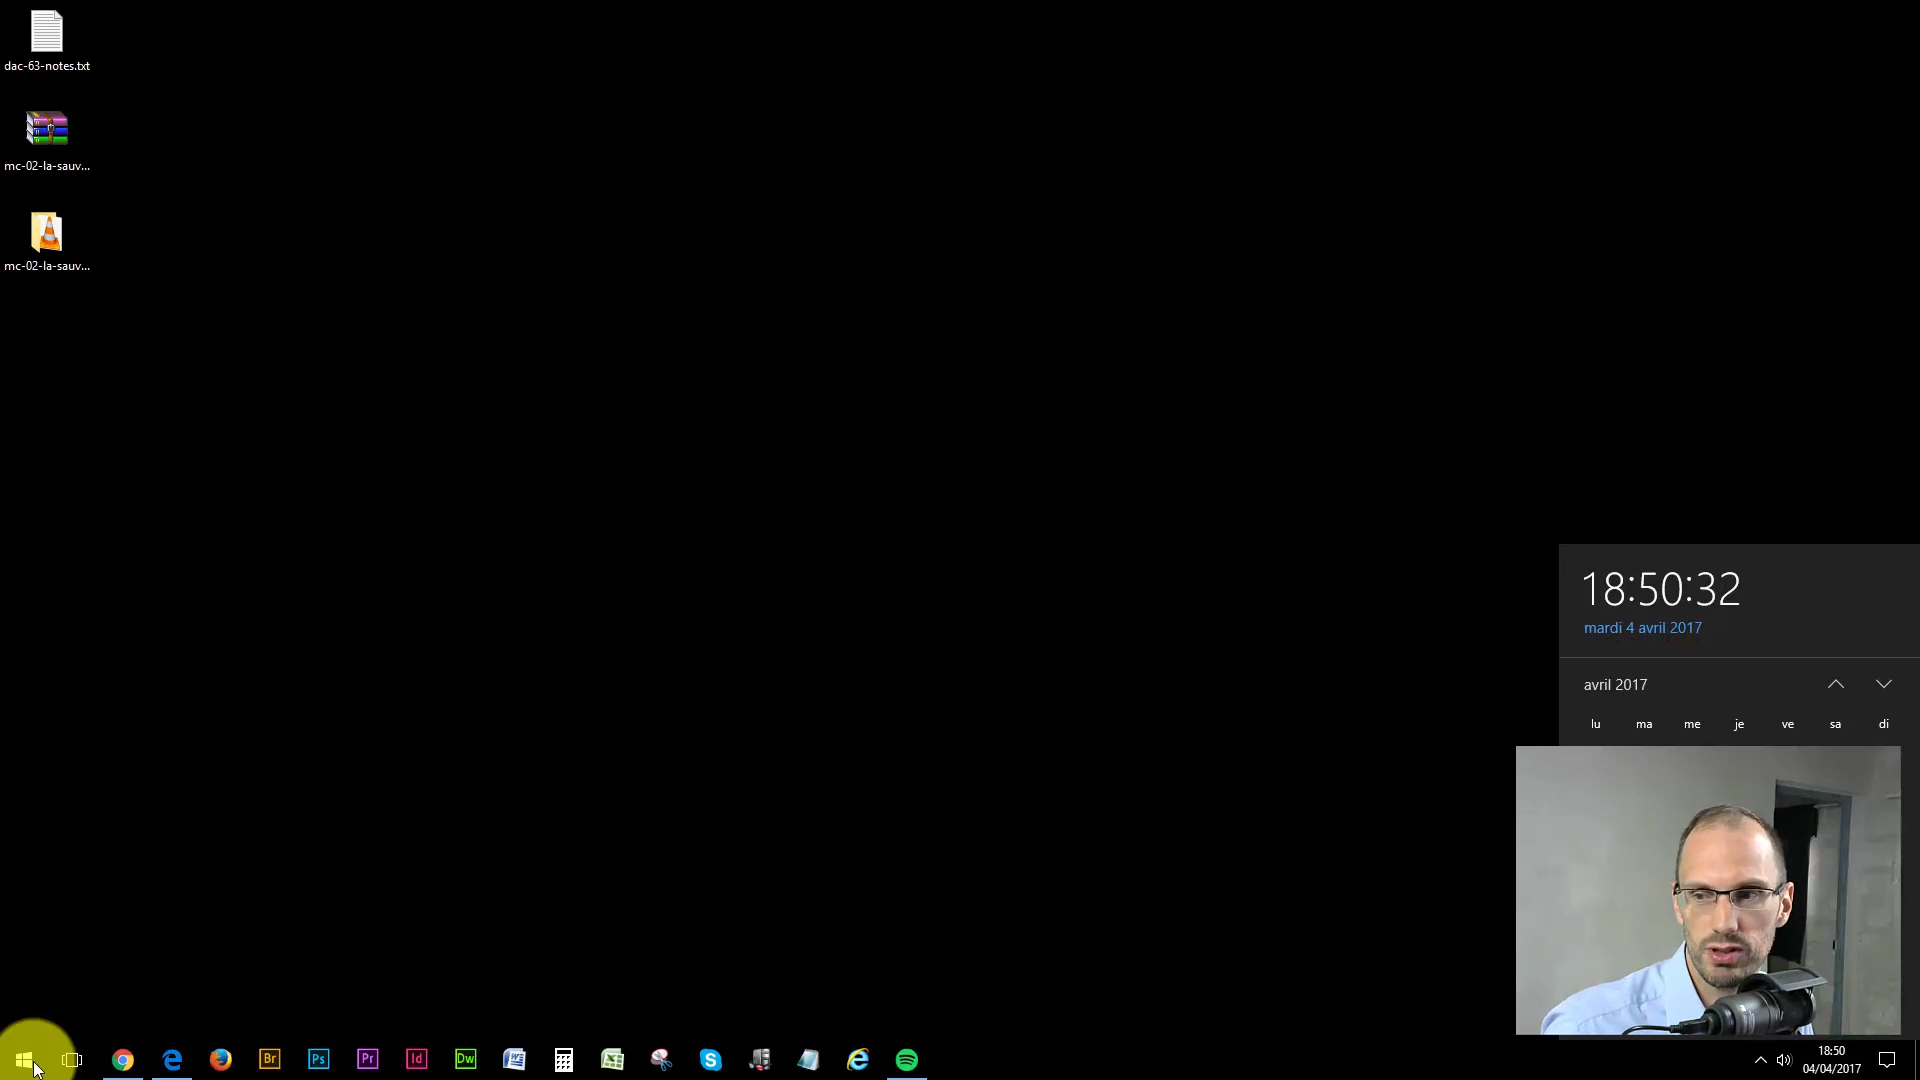 dac-63-notes.txt
mc-02-la-sauv...
mc-02-la-sauv...
18:50:32
mardi 4 avril 2017
avril 2017
lu ma me je ve sa di
Br Ps Pr Id Dw
18:50
04/04/2017